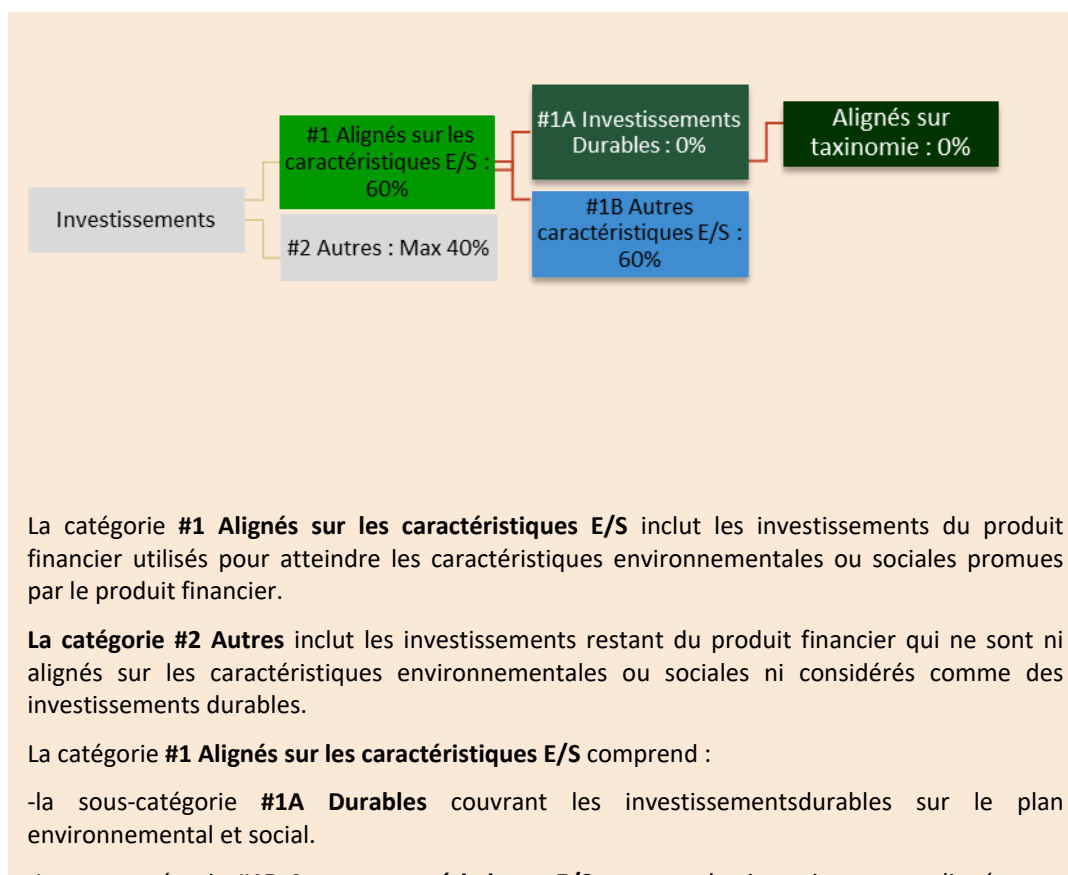 #1 Alignés sur les
caractéristiques E/S :
60%
#1A Investissements
Durables : 0%
Alignés sur
taxinomie : 0%
Investissements
#2 Autres : Max 40%
#1B Autres
caractéristiques E/S :
60%
La catégorie #1 Alignés sur les caractéristiques E/S inclut les investissements du produit
financier utilisés pour atteindre les caractéristiques environnementales ou sociales promues
par le produit financier.
La catégorie #2 Autres inclut les investissements restant du produit financier qui ne sont ni
alignés sur les caractéristiques environnementales ou sociales ni considérés comme des
investissements durables.
La catégorie #1 Alignés sur les caractéristiques E/S comprend :
-la sous-catégorie #1A Durables couvrant les investissementsdurables sur le plan
environnemental et social.